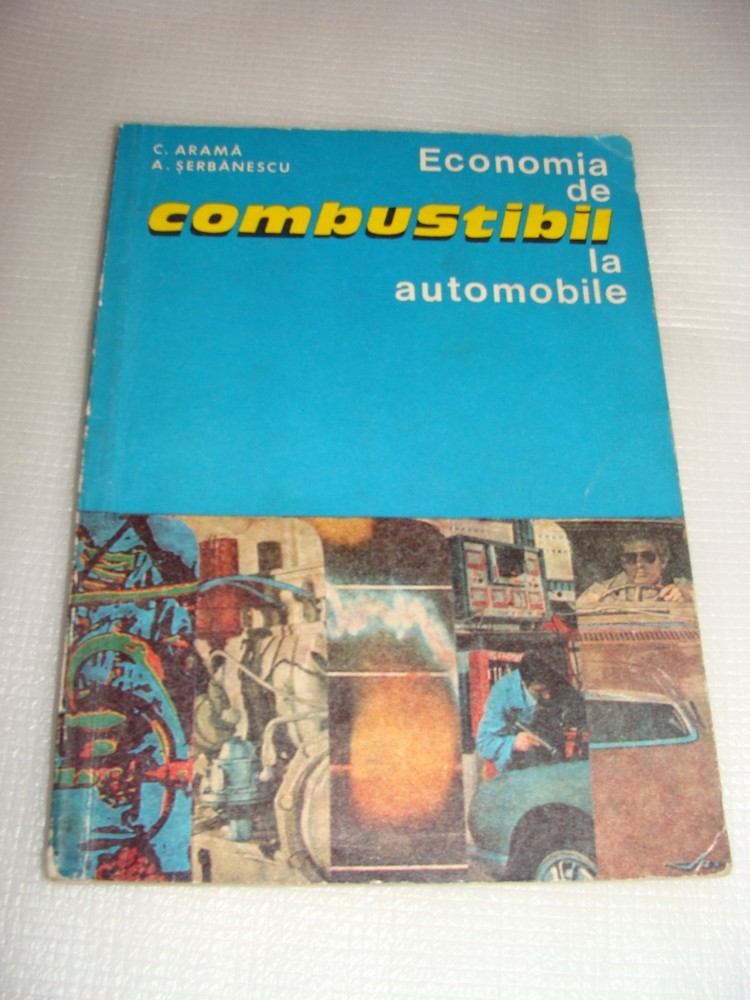 C. ARAMĂ
A. ȘERBĂNESCU
Economia
de
combustibil
la
automobile